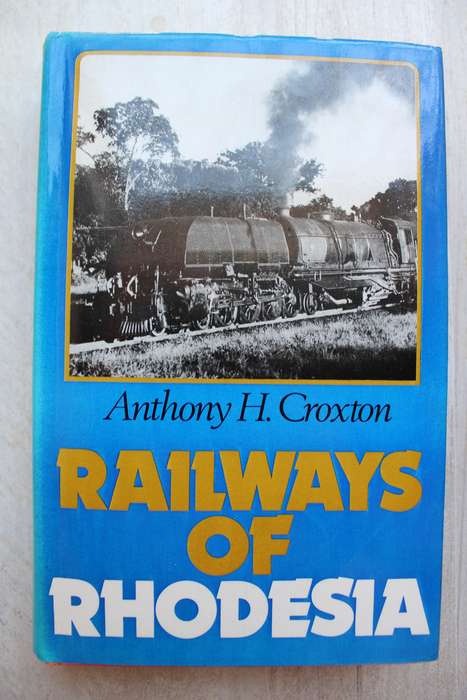 Anthony H. Croxton
RAILWAYS
OF
RHODESIA